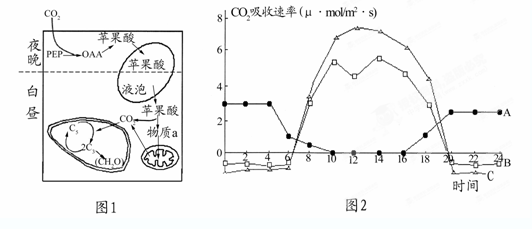 CO₂
夜晚
PEP OAA
苹果酸
苹果酸
液泡
白昼
苹果酸
CO₂
物质a
C₅
2C₃
(CH₂O)
图1
CO₂吸收速率(μ·mol/m²·s)
8
6
4
2
0
0 2 4 6 8 10 12 14 16 18 20 22 24
A
B
C
时间
图2